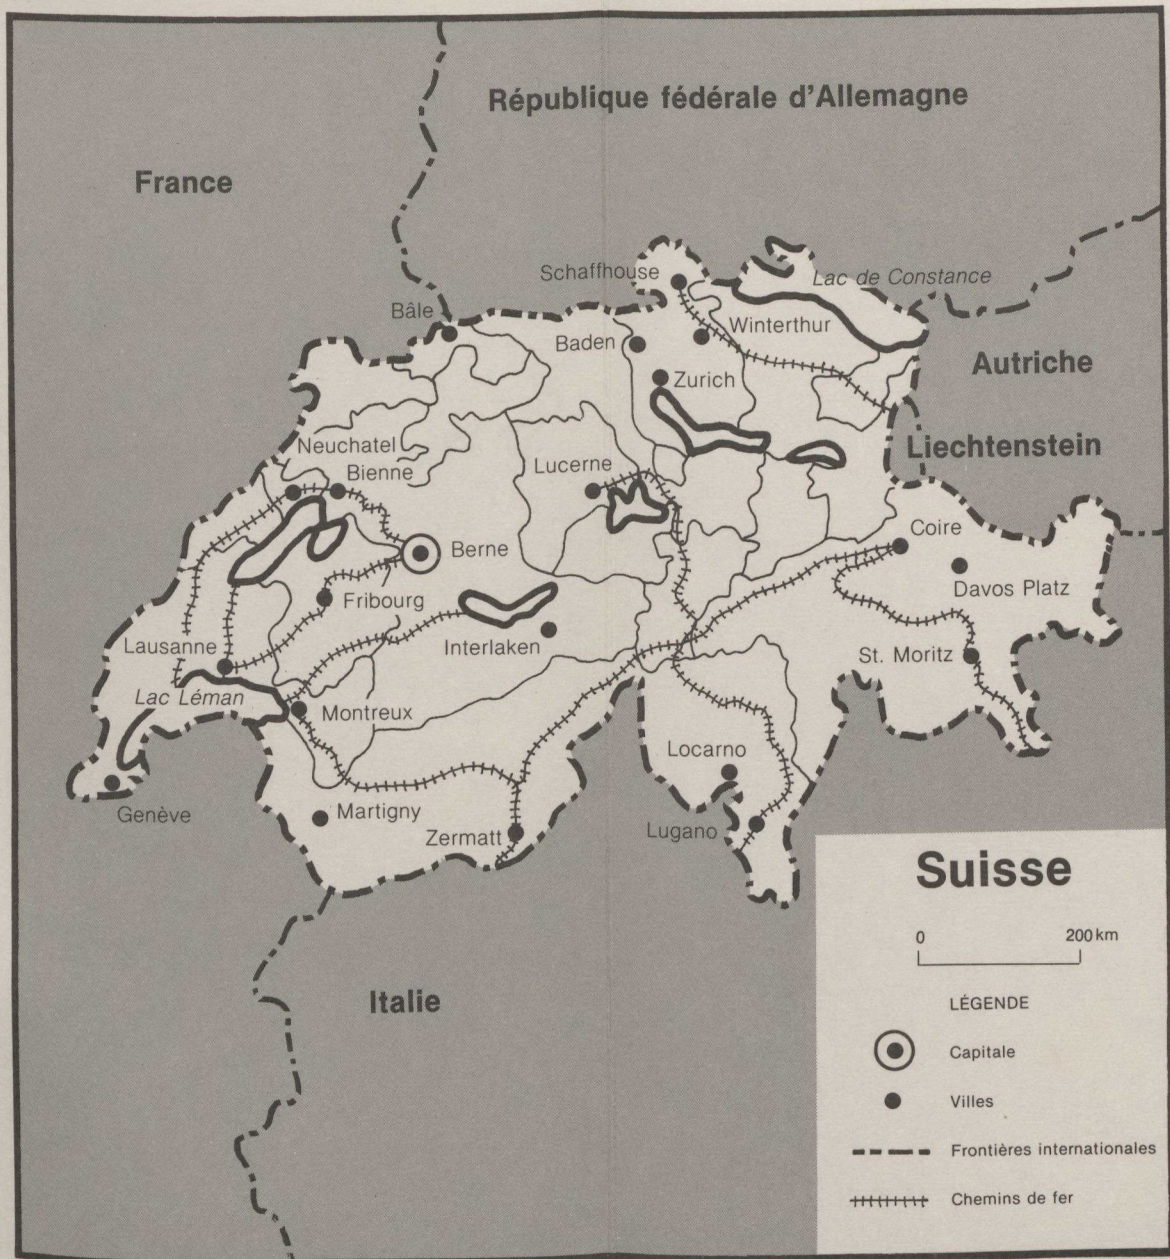 République fédérale d'Allemagne
France
Schaffhouse
Lac de Constance
Bâle
Winterthur
Baden
Autriche
Zurich
Neuchatel
Liechtenstein
Bienne
Lucerne
Coire
Berne
Davos Platz
Fribourg
Lausanne
Interlaken
St. Moritz
Lac Léman
Montreux
Locarno
Genève
Martigny
Zermatt
Lugano
Italie
Suisse
0 200 km
LÉGENDE
Capitale
Villes
Frontières internationales
Chemins de fer